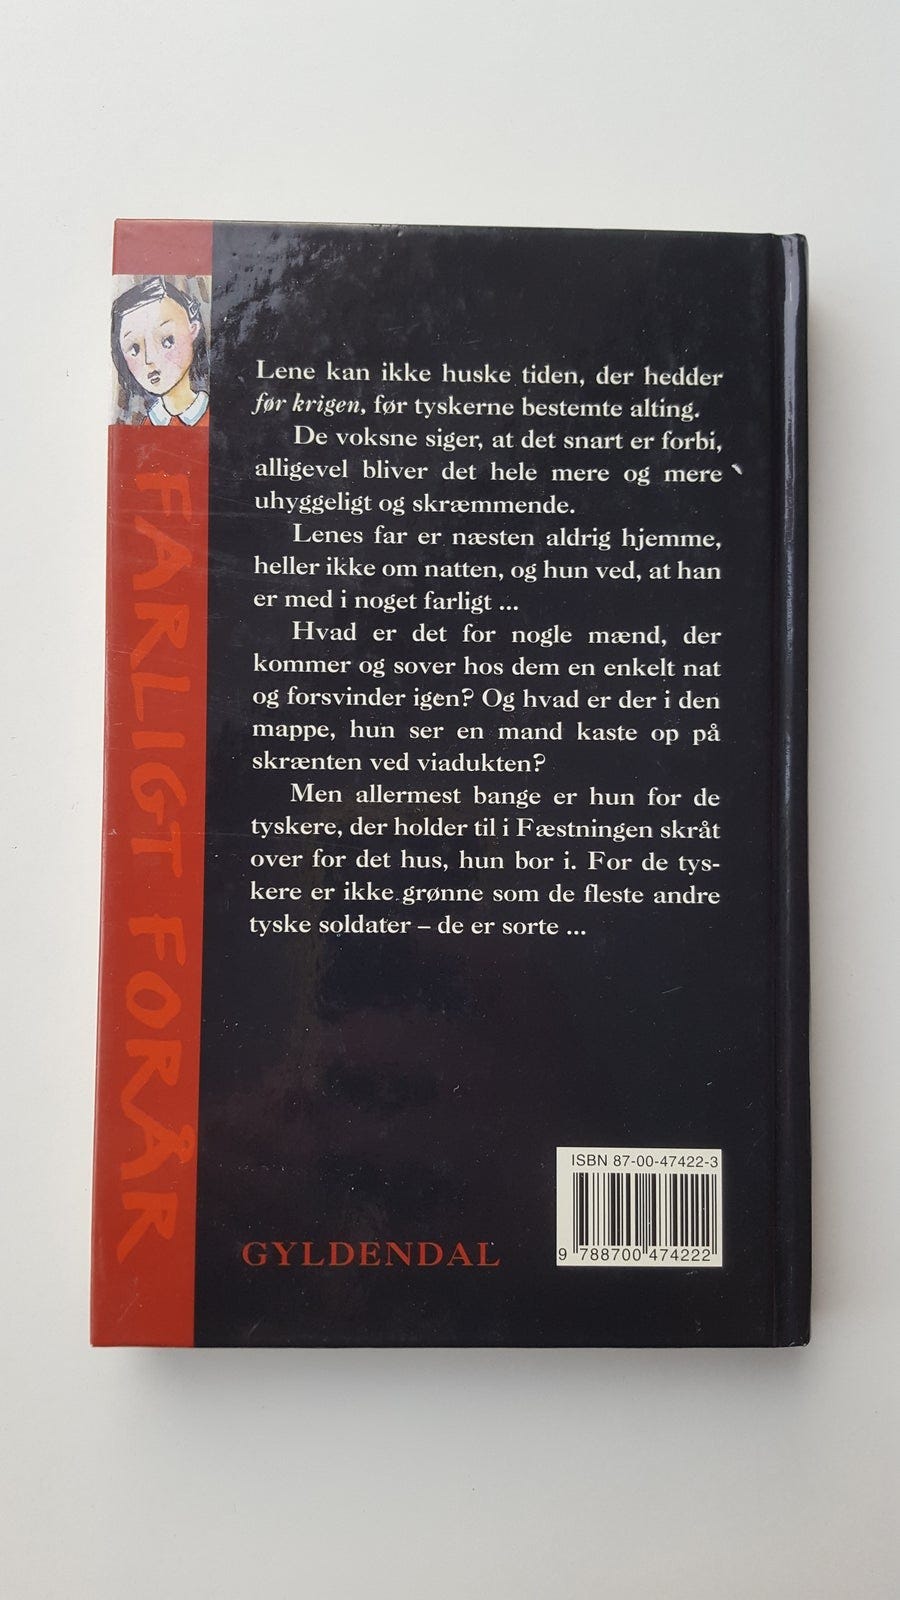 Lene kan ikke huske tiden, der hedder
før krigen, før tyskerne bestemte alting.
De voksne siger, at det snart er forbi,
alligevel bliver det hele mere og mere
uhyggeligt og skræmmende.
Lenes far er næsten aldrig hjemme,
heller ikke om natten, og hun ved, at han
er med i noget farligt ...
Hvad er det for nogle mænd, der
kommer og sover hos dem en enkelt nat
og forsvinder igen? Og hvad er der i den
mappe, hun ser en mand kaste op på
skrænten ved viadukten?
Men allermest bange er hun for de
tyskere, der holder til i Fæstningen skråt
over for det hus, hun bor i. For de tys-
kere er ikke grønne som de fleste andre
tyske soldater – de er sorte ...
FARLIGT FORÅR
GYLDENDAL
ISBN 87-00-47422-3
9 788700 474222